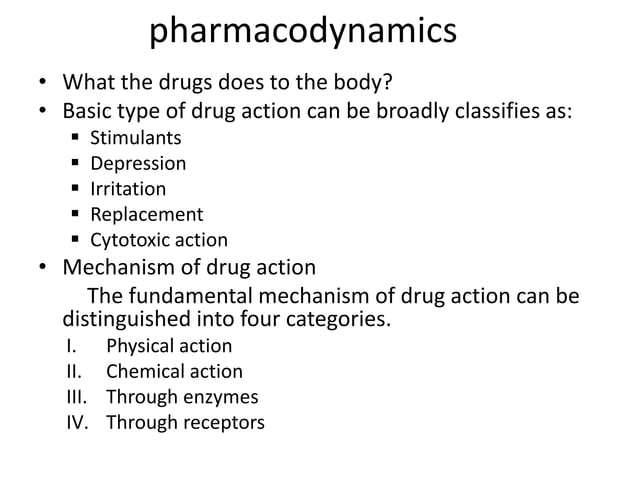 pharmacodynamics
• What the drugs does to the body?
• Basic type of drug action can be broadly classifies as:
▪ Stimulants
▪ Depression
▪ Irritation
▪ Replacement
▪ Cytotoxic action
• Mechanism of drug action
The fundamental mechanism of drug action can be
distinguished into four categories.
I. Physical action
II. Chemical action
III. Through enzymes
IV. Through receptors